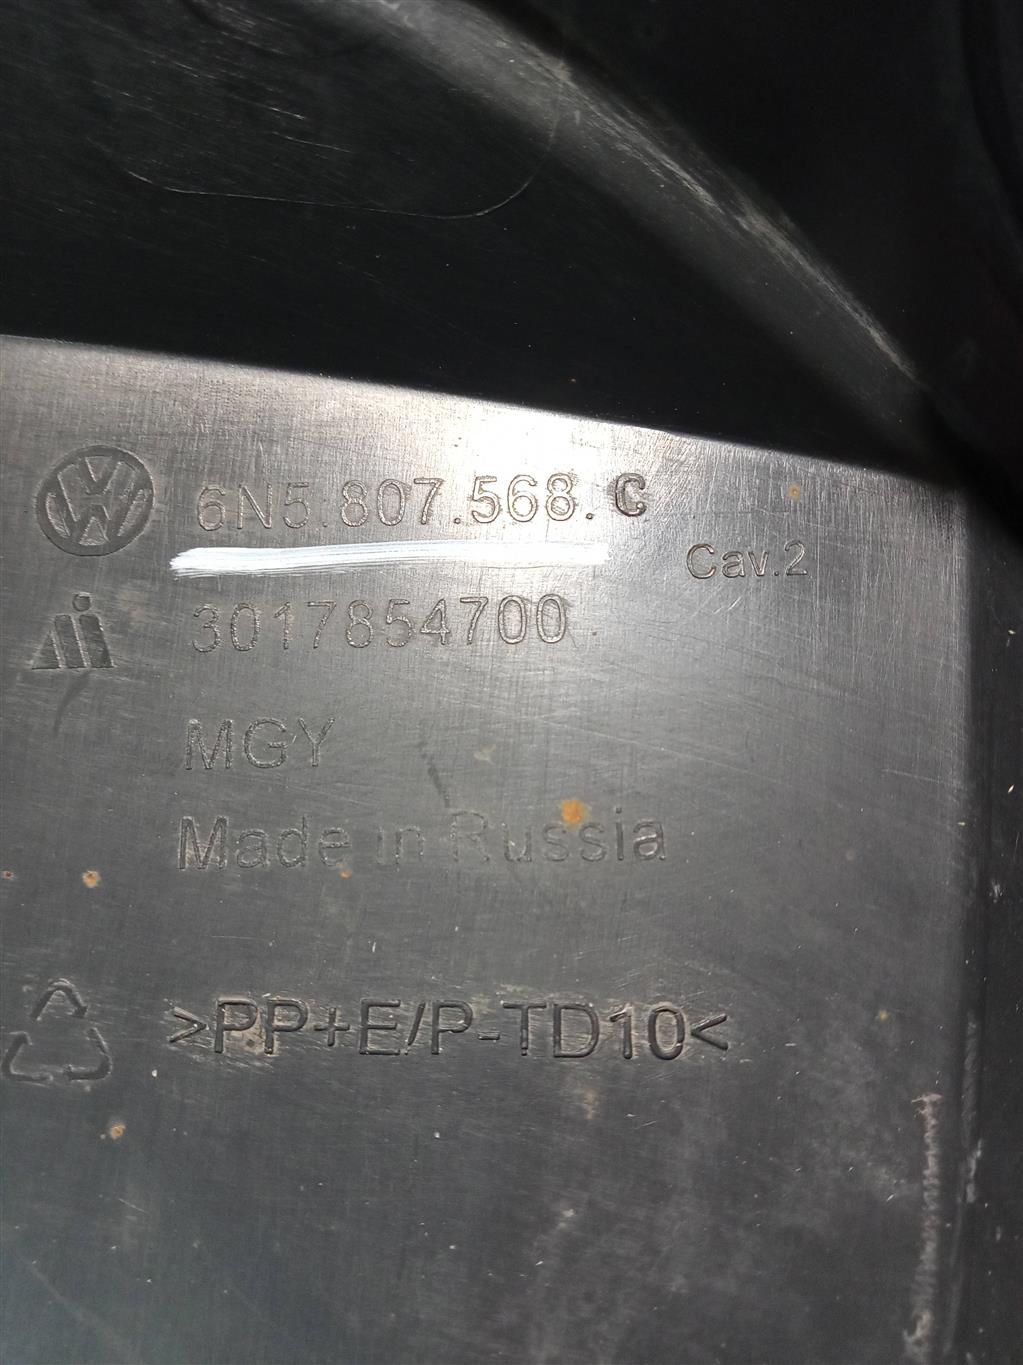 6N5.807.568.C
Cav.2
3017854700
MGY
Made in Russia
>PP+E/P-TD10<